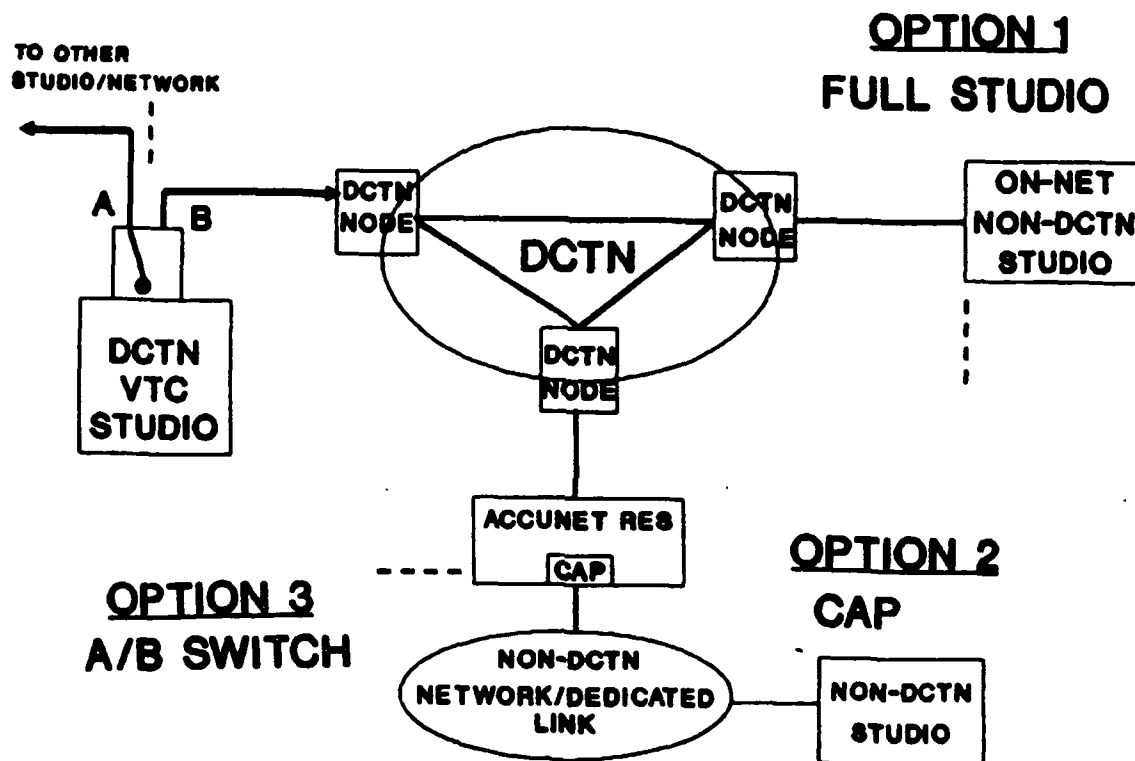 OPTION 1
FULL STUDIO
TO OTHER
STUDIO/NETWORK
A
B
DCTN
NODE
DCTN
NODE
ON-NET
NON-DCTN
STUDIO
DCTN
DCTN
VTC
STUDIO
DCTN
NODE
ACCUNET RES
CAP
OPTION 2
CAP
OPTION 3
A/B SWITCH
NON-DCTN
NETWORK/DEDICATED
LINK
NON-DCTN
STUDIO